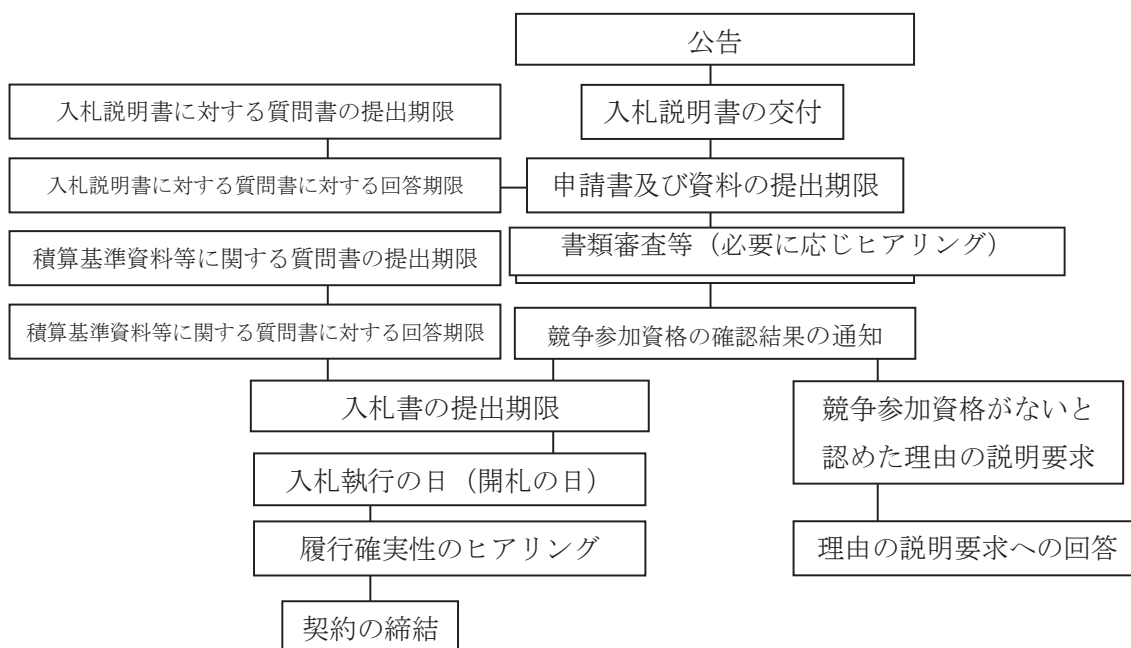 公告
入札説明書に対する質問書の提出期限
入札説明書の交付
入札説明書に対する質問書に対する回答期限
申請書及び資料の提出期限
積算基準資料等に関する質問書の提出期限
書類審査等（必要に応じヒアリング）
積算基準資料等に関する質問書に対する回答期限
競争参加資格の確認結果の通知
入札書の提出期限
競争参加資格がないと
認めた理由の説明要求
入札執行の日（開札の日）
履行確実性のヒアリング
理由の説明要求への回答
契約の締結